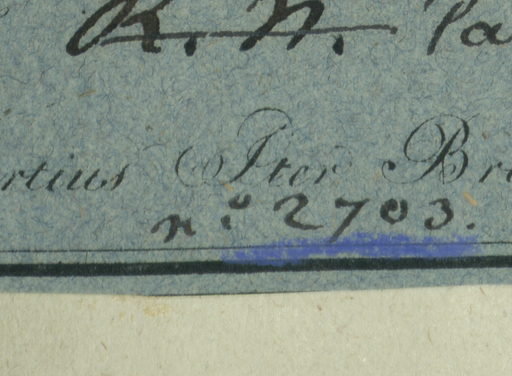 R. N.
rtius Iter Br
n.º 2703.